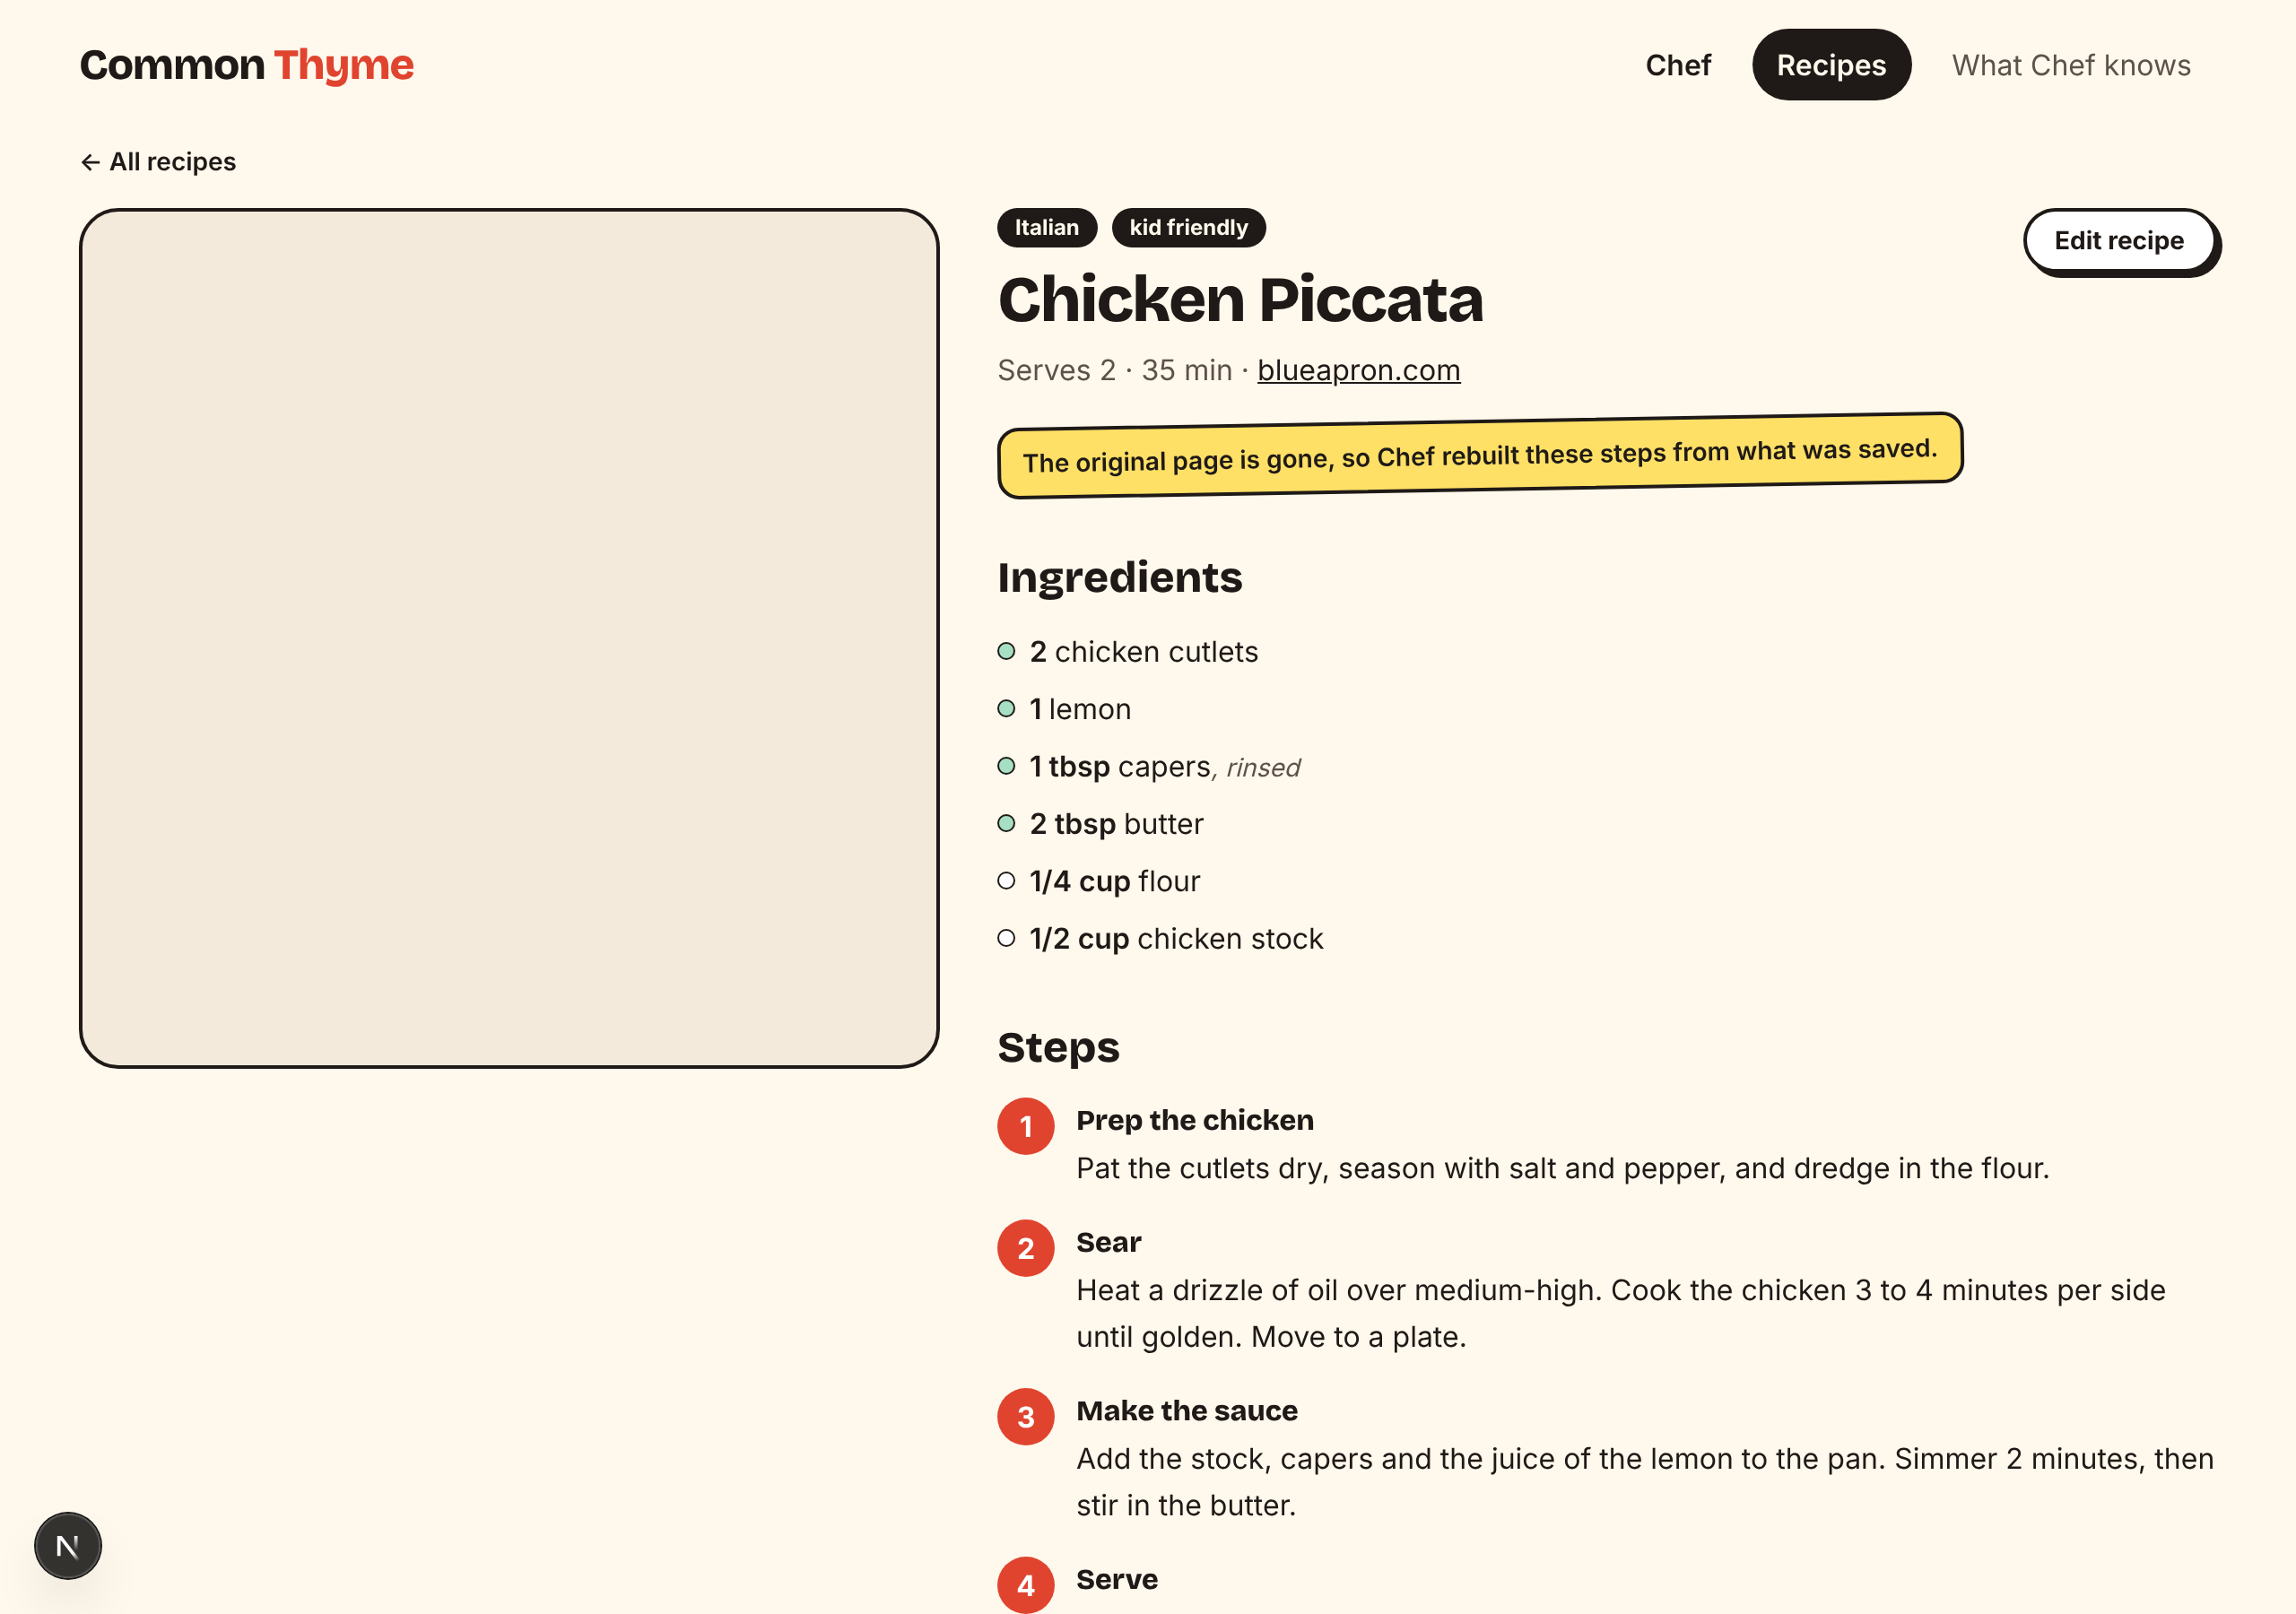 Common Thyme
Chef
Recipes
What Chef knows
← All recipes
Italian
kid friendly
Edit recipe
Chicken Piccata
Serves 2 · 35 min · blueapron.com
The original page is gone, so Chef rebuilt these steps from what was saved.
Ingredients
2 chicken cutlets
1 lemon
1 tbsp capers, rinsed
2 tbsp butter
1/4 cup flour
1/2 cup chicken stock
Steps
1
Prep the chicken
Pat the cutlets dry, season with salt and pepper, and dredge in the flour.
2
Sear
Heat a drizzle of oil over medium-high. Cook the chicken 3 to 4 minutes per side
until golden. Move to a plate.
3
Make the sauce
Add the stock, capers and the juice of the lemon to the pan. Simmer 2 minutes, then
stir in the butter.
4
Serve
N